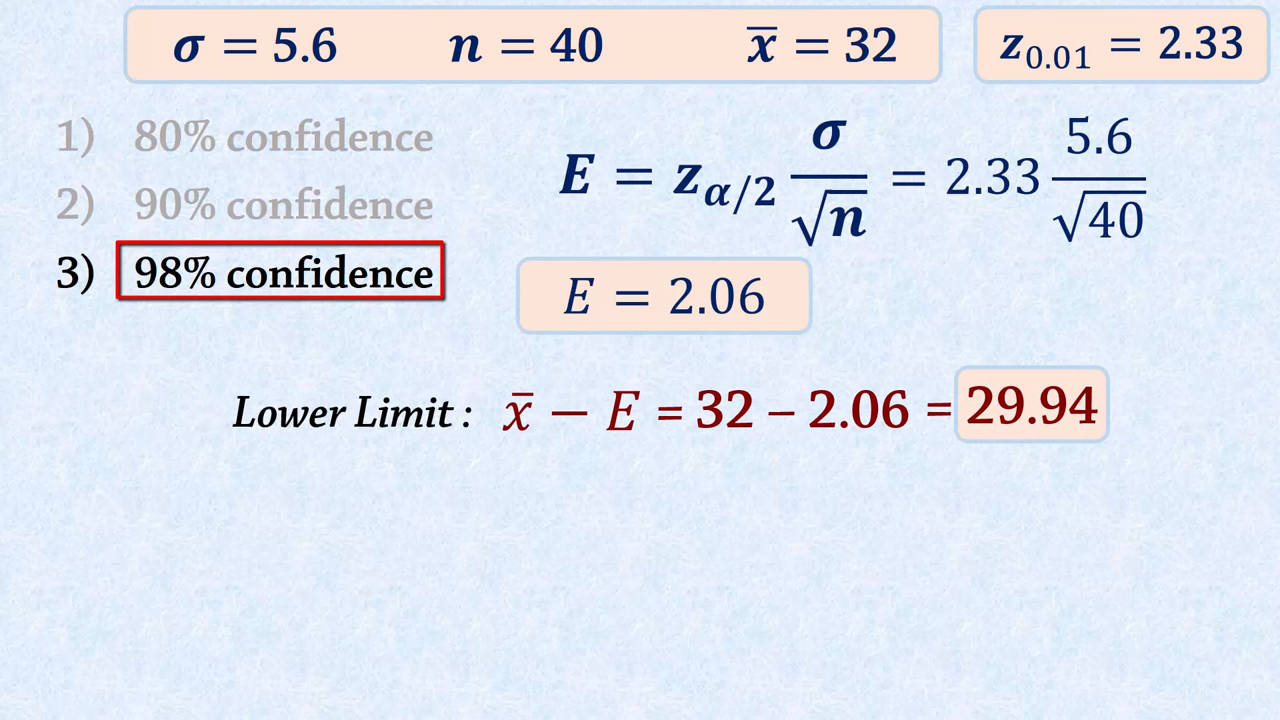 σ = 5.6 n = 40 x̄ = 32 z₀.₀₁ = 2.33
1) 80% confidence
2) 90% confidence
3) 98% confidence
E = z_{α/2} σ/√n = 2.33 5.6/√40
E = 2.06
Lower Limit : x̄ − E = 32 – 2.06 = 29.94